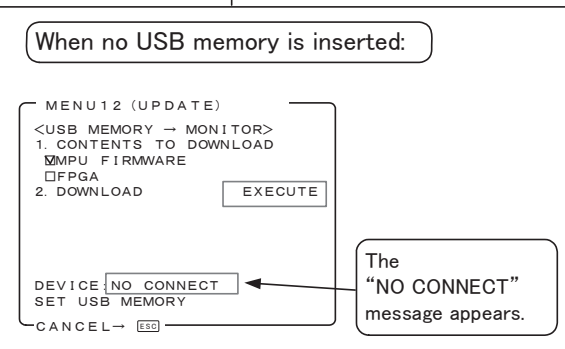 When no USB memory is inserted:
MENU12 (UPDATE)
<USB MEMORY → MONITOR>
1. CONTENTS TO DOWNLOAD
☑MPU FIRMWARE
☐FPGA
2. DOWNLOAD EXECUTE
DEVICE:NO CONNECT
SET USB MEMORY
CANCEL→ ESC
The
“NO CONNECT”
message appears.